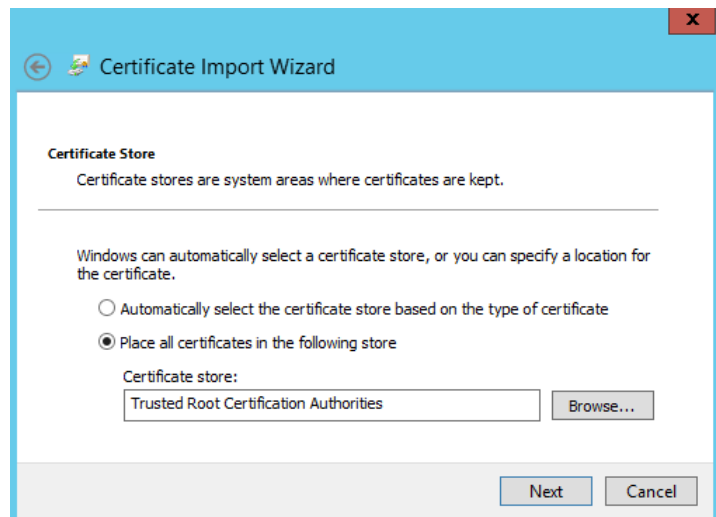 x
Certificate Import Wizard
Certificate Store
Certificate stores are system areas where certificates are kept.
Windows can automatically select a certificate store, or you can specify a location for
the certificate.
Automatically select the certificate store based on the type of certificate
Place all certificates in the following store
Certificate store:
Trusted Root Certification Authorities
Browse...
Next
Cancel